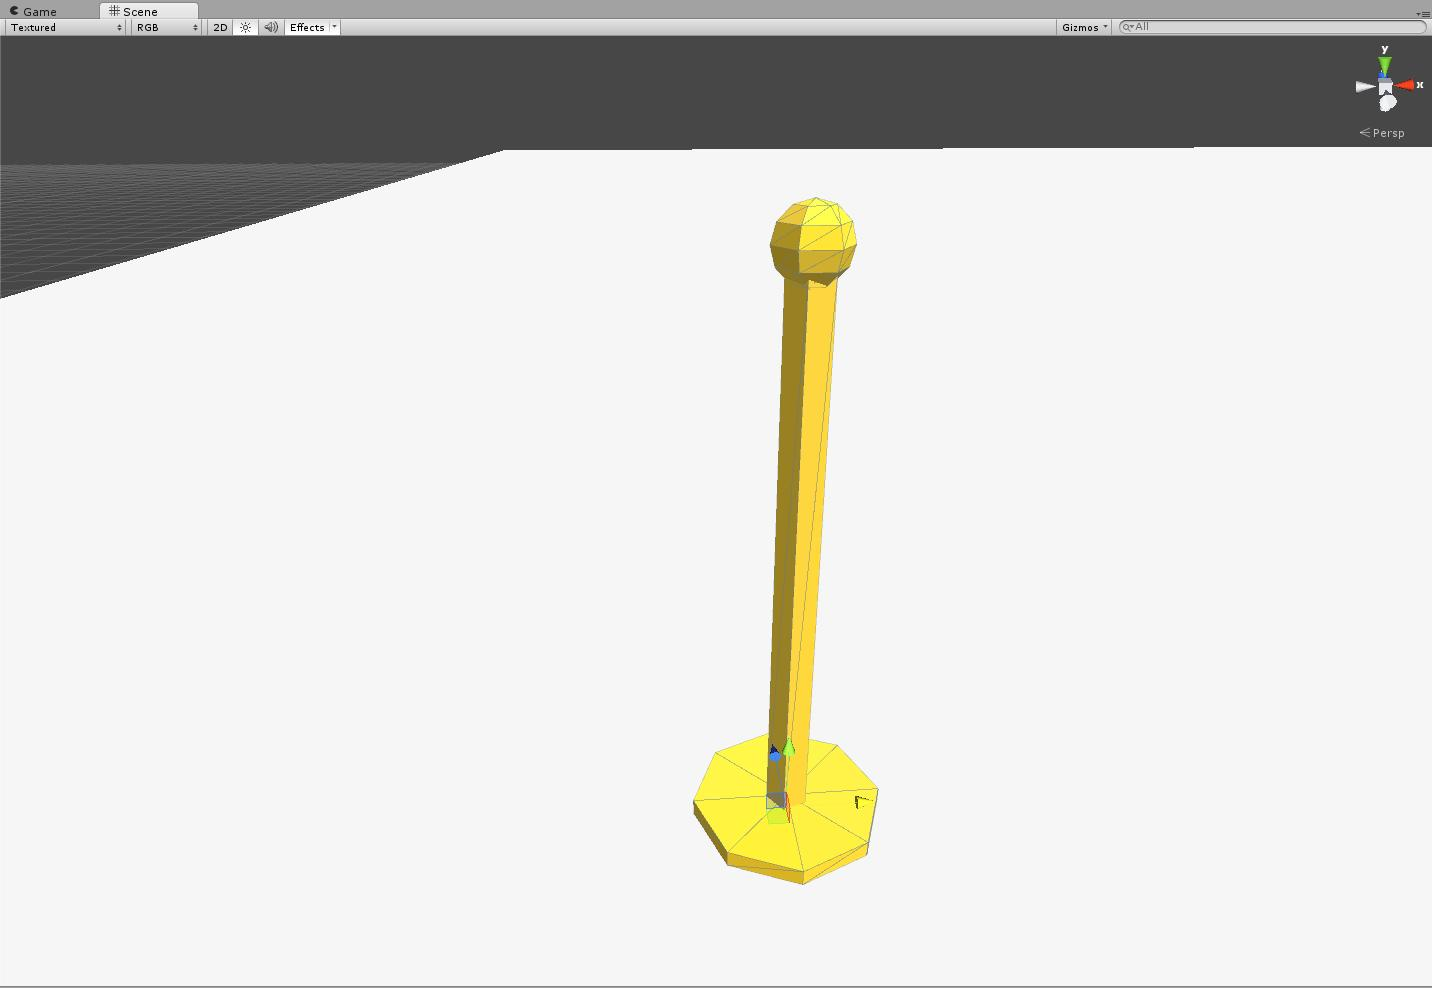 Game Scene
Textured RGB 2D Effects Gizmos All
y
x
Persp